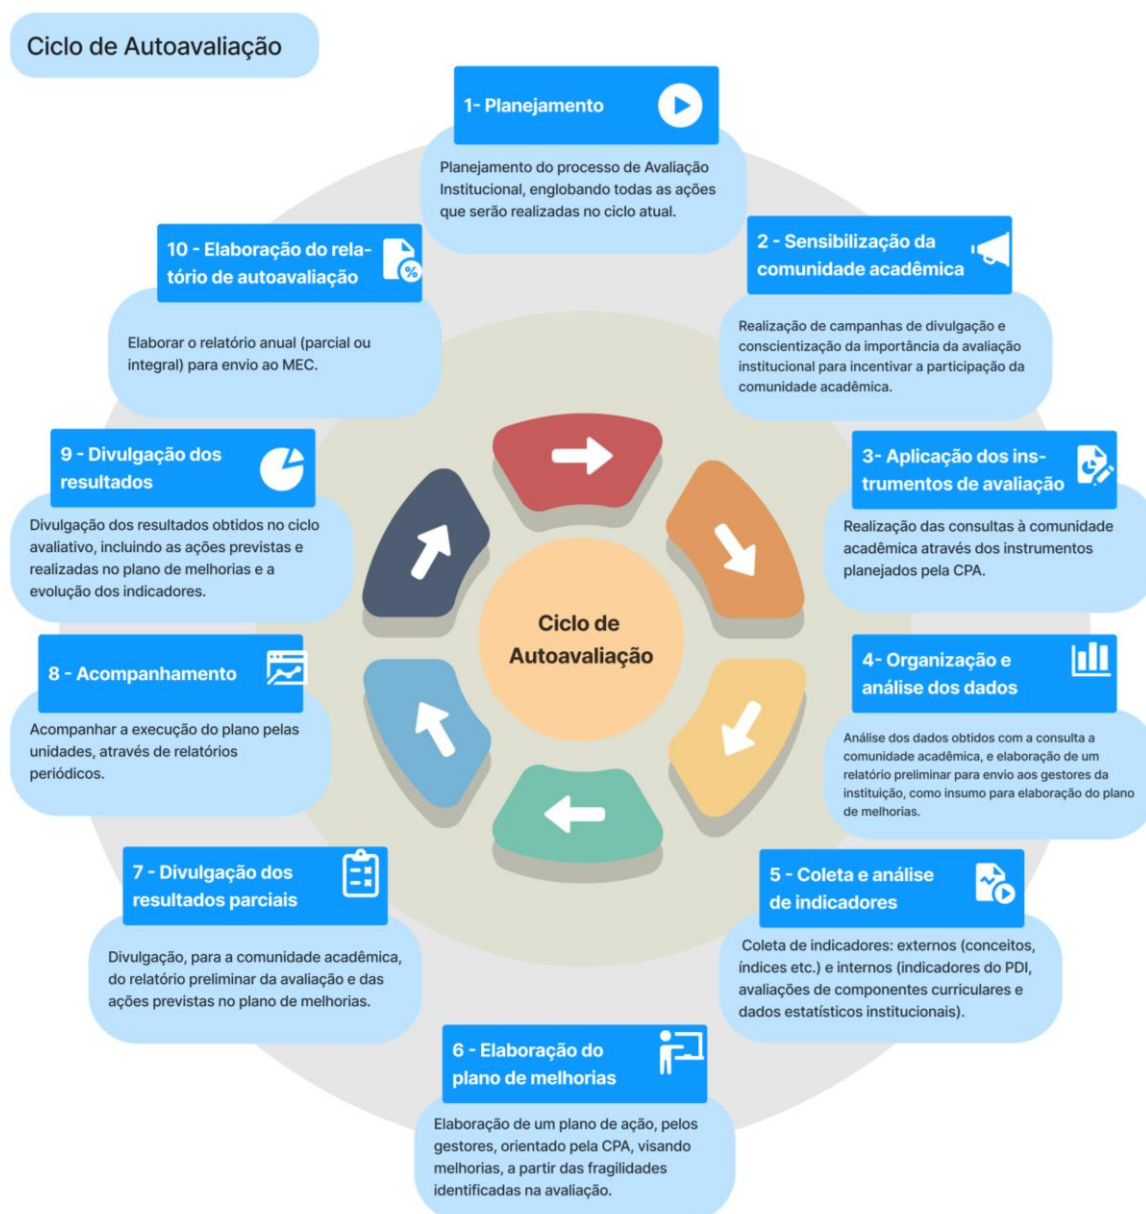 Ciclo de Autoavaliação
1- Planejamento
Planejamento do processo de Avaliação
Institucional, englobando todas as ações
que serão realizadas no ciclo atual.
2 - Sensibilização da
comunidade acadêmica
Realização de campanhas de divulgação e
conscientização da importância da avaliação
institucional para incentivar a participação da
comunidade acadêmica.
3- Aplicação dos ins-
trumentos de avaliação
Realização das consultas à comunidade
acadêmica através dos instrumentos
planejados pela CPA.
4- Organização e
análise dos dados
Análise dos dados obtidos com a consulta a
comunidade acadêmica, e elaboração de um
relatório preliminar para envio aos gestores da
instituição, como insumo para elaboração do plano
de melhorias.
5 - Coleta e análise
de indicadores
Coleta de indicadores: externos (conceitos,
índices etc.) e internos (indicadores do PDI,
avaliações de componentes curriculares e
dados estatísticos institucionais).
6 - Elaboração do
plano de melhorias
Elaboração de um plano de ação, pelos
gestores, orientado pela CPA, visando
melhorias, a partir das fragilidades
identificadas na avaliação.
7 - Divulgação dos
resultados parciais
Divulgação, para a comunidade acadêmica,
do relatório preliminar da avaliação e das
ações previstas no plano de melhorias.
8 - Acompanhamento
Acompanhar a execução do plano pelas
unidades, através de relatórios
periódicos.
9 - Divulgação dos
resultados
Divulgação dos resultados obtidos no ciclo
avaliativo, incluindo as ações previstas e
realizadas no plano de melhorias e a
evolução dos indicadores.
10 - Elaboração do rela-
tório de autoavaliação
%
Elaborar o relatório anual (parcial ou
integral) para envio ao MEC.
Ciclo de
Autoavaliação